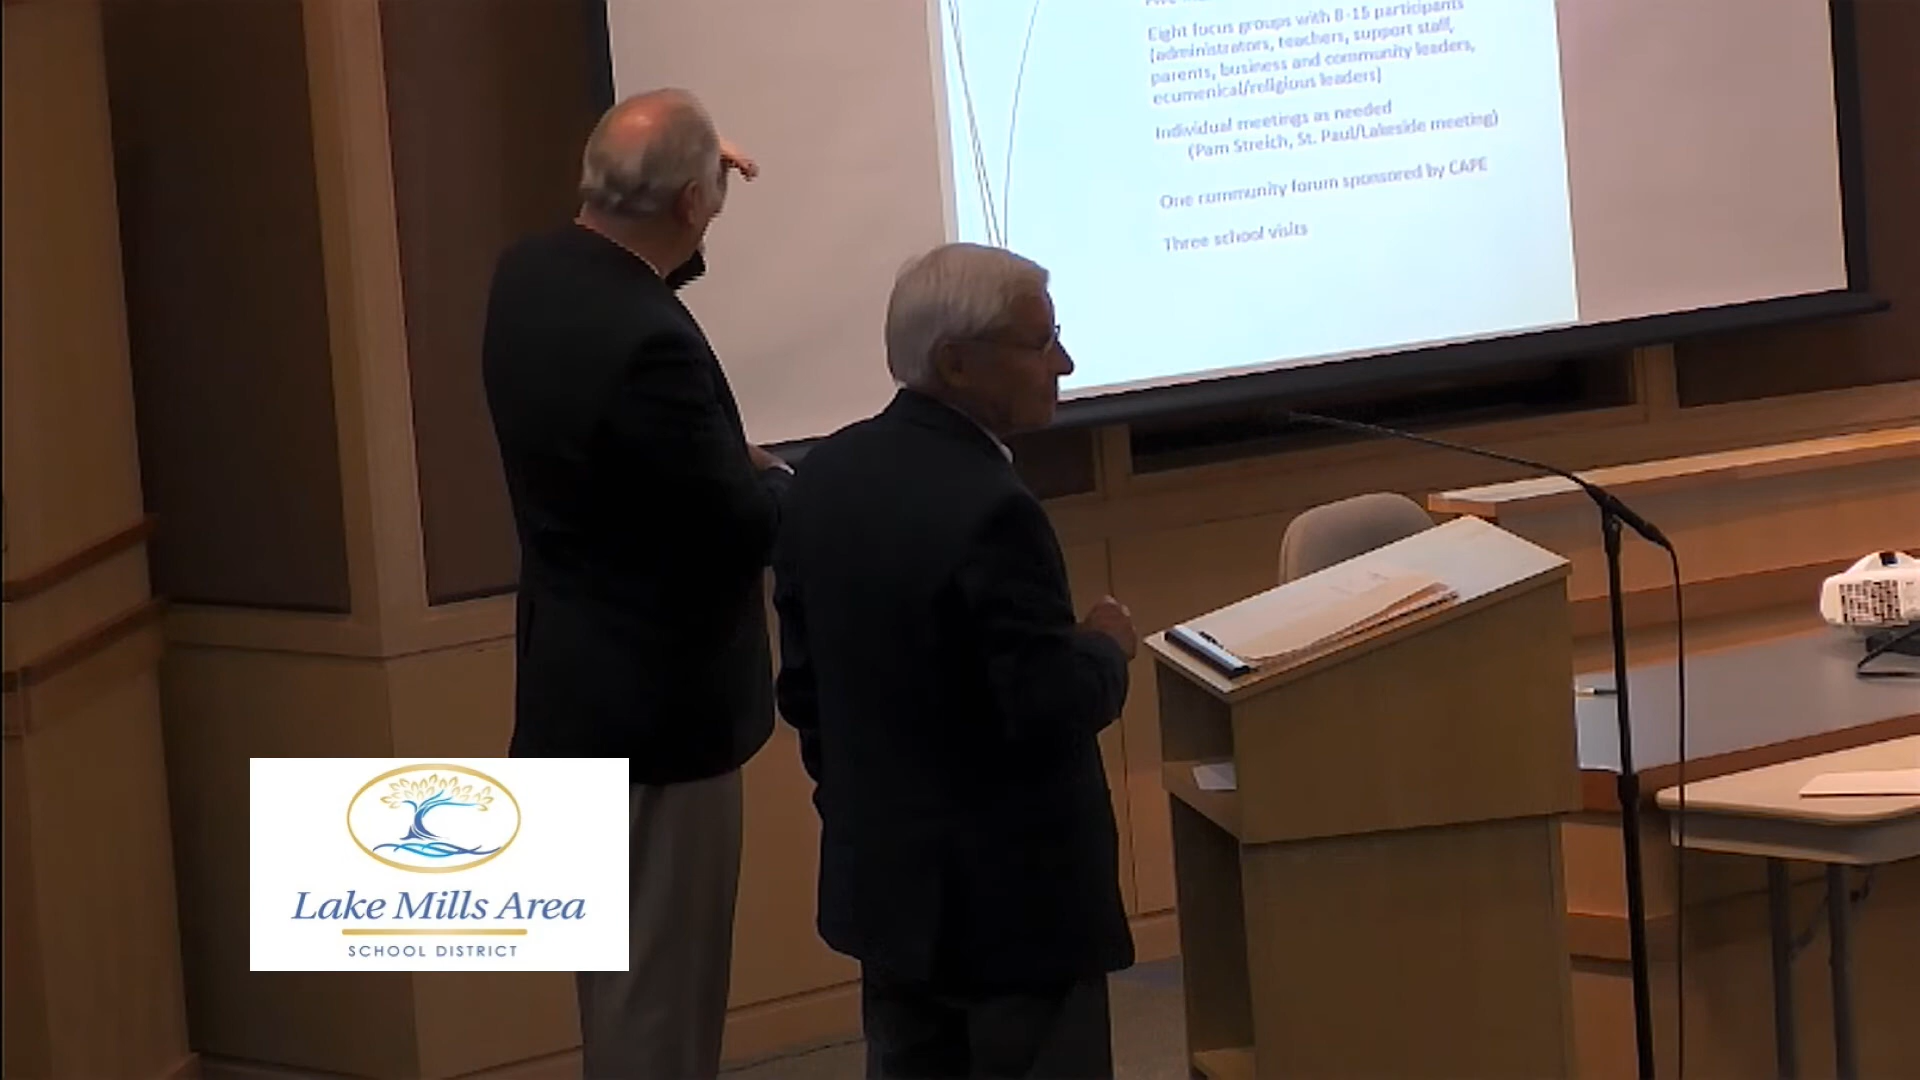 Eight focus groups with 8-15 participants
(administrators, teachers, support staff,
parents, business and community leaders,
ecumenical/religious leaders)
Individual meetings as needed
(Pam Streich, St. Paul/Lakeside meeting)
One community forum sponsored by CAPE
Three school visits
Lake Mills Area
SCHOOL DISTRICT